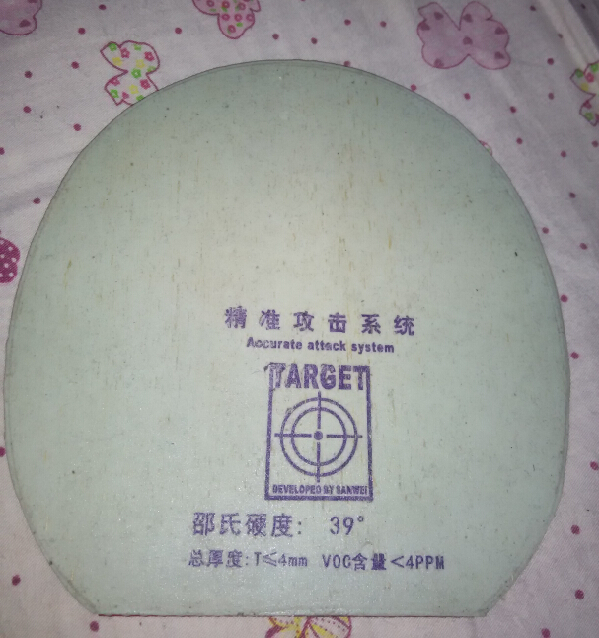 精准攻击系统
Accurate attack system
TARGET
DEVELOPED BY SANWEI
邵氏硬度: 39°
总厚度:T≤4mm VOC含量<4PPM